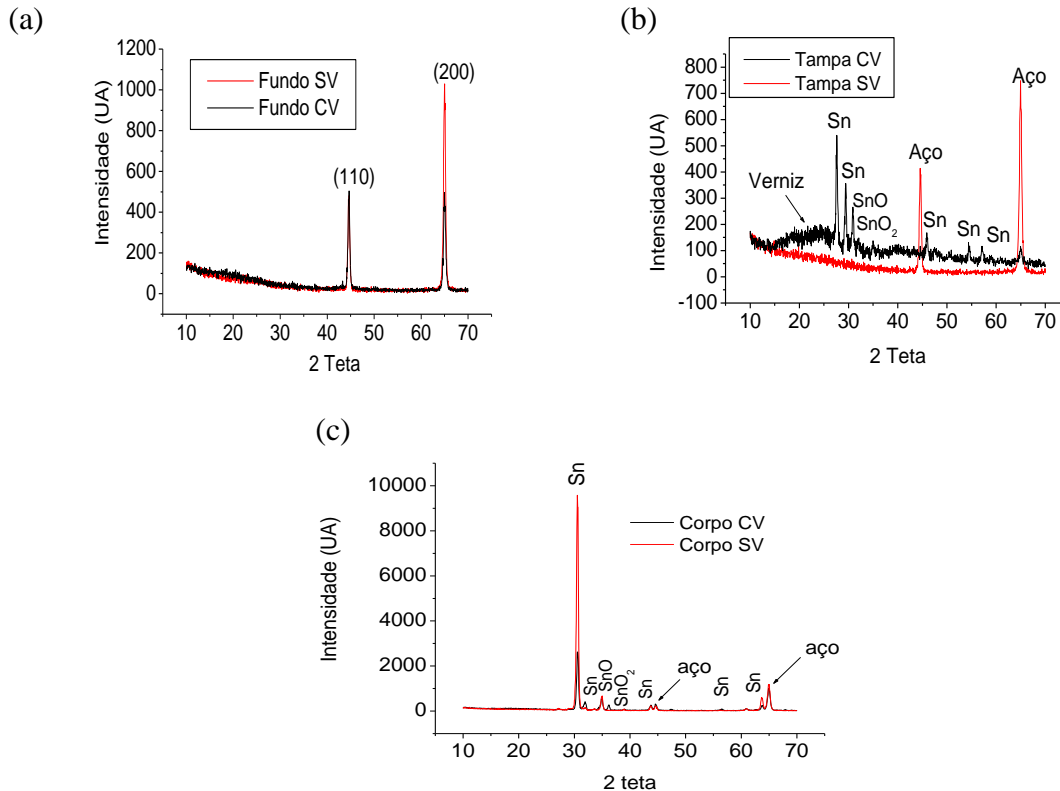 (a)
Fundo SV
Fundo CV
(110)
(200)
Intensidade (UA)
1200
1000
800
600
400
200
0
10 20 30 40 50 60 70
2 Teta
(b)
Tampa CV
Tampa SV
Verniz
Sn
Sn
SnO
SnO2
Aço
Sn
Sn
Sn
Aço
Intensidade (UA)
800
700
600
500
400
300
200
100
0
-100
10 20 30 40 50 60 70
2 Teta
(c)
Sn
Corpo CV
Corpo SV
Sn
SnO
SnO2
Sn
aço
Sn
Sn
aço
Intensidade (UA)
10000
8000
6000
4000
2000
0
10 20 30 40 50 60 70
2 teta